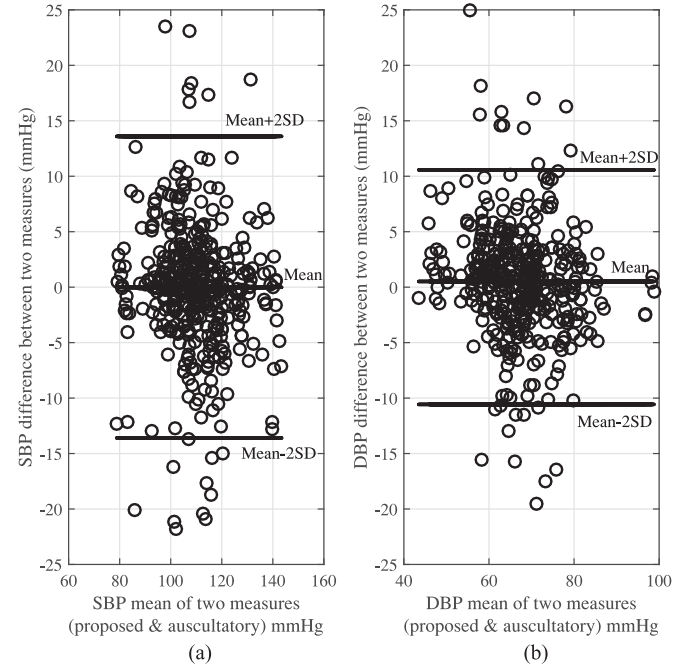 SBP difference between two measures (mmHg)
25
20
15
10
5
0
-5
-10
-15
-20
-25
Mean+2SD
Mean
Mean-2SD
60 80 100 120 140 160
SBP mean of two measures
(proposed & auscultatory) mmHg
(a)
DBP difference between two measures (mmHg)
25
20
15
10
5
0
-5
-10
-15
-20
-25
Mean+2SD
Mean
Mean-2SD
40 60 80 100
DBP mean of two measures
(proposed & auscultatory) mmHg
(b)